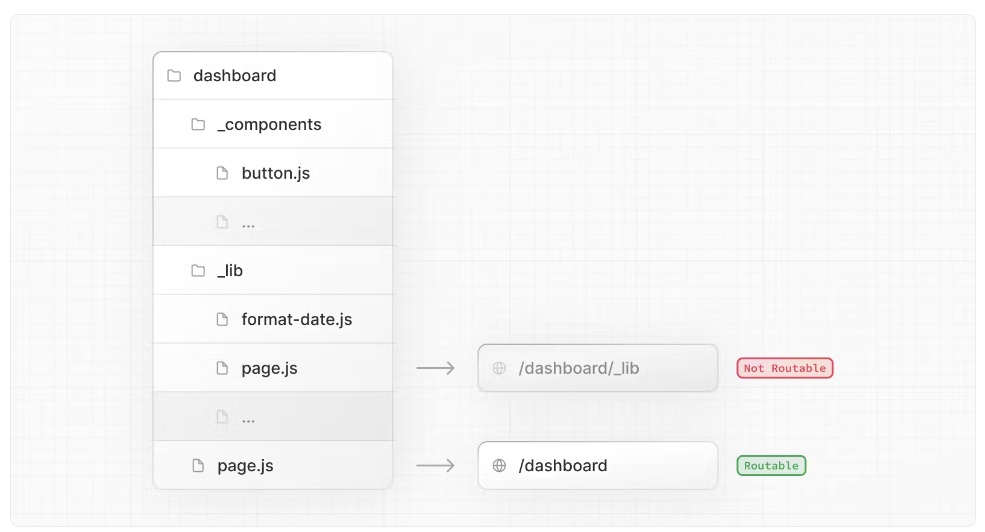 dashboard
_components
button.js
...
_lib
format-date.js
page.js
/dashboard/_lib
Not Routable
...
page.js
/dashboard
Routable